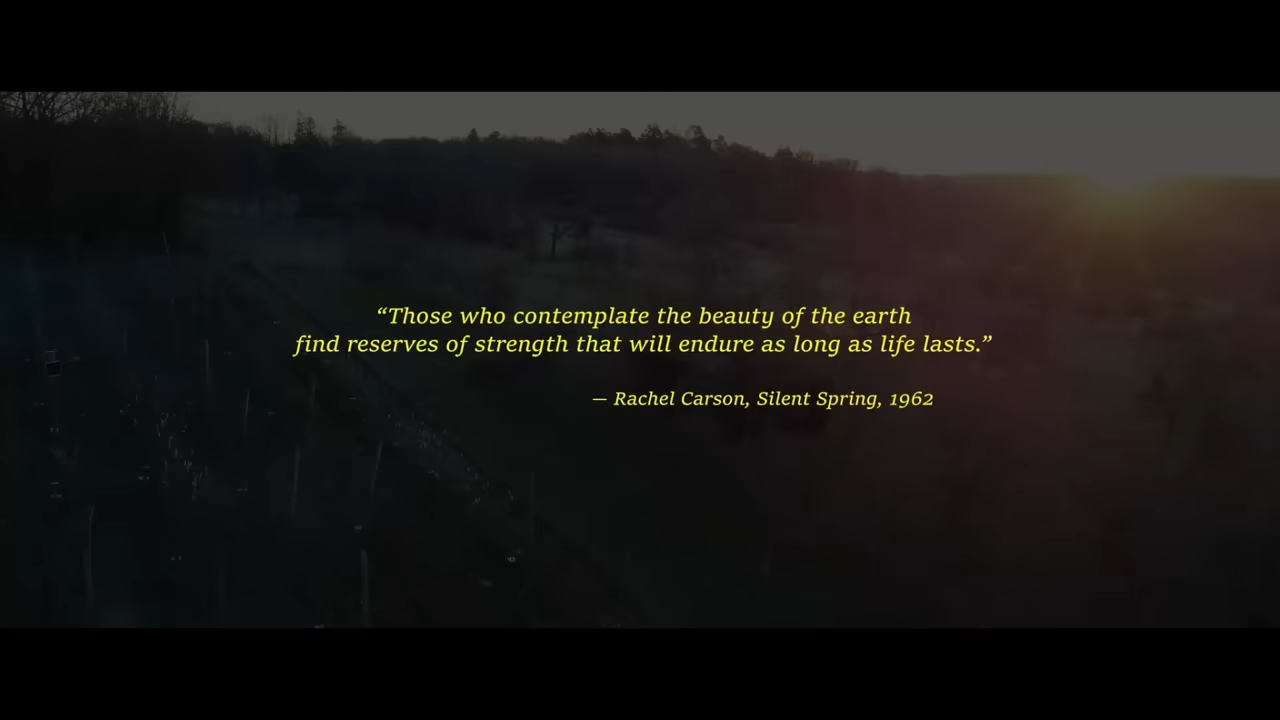 “Those who contemplate the beauty of the earth
find reserves of strength that will endure as long as life lasts.”
— Rachel Carson, Silent Spring, 1962